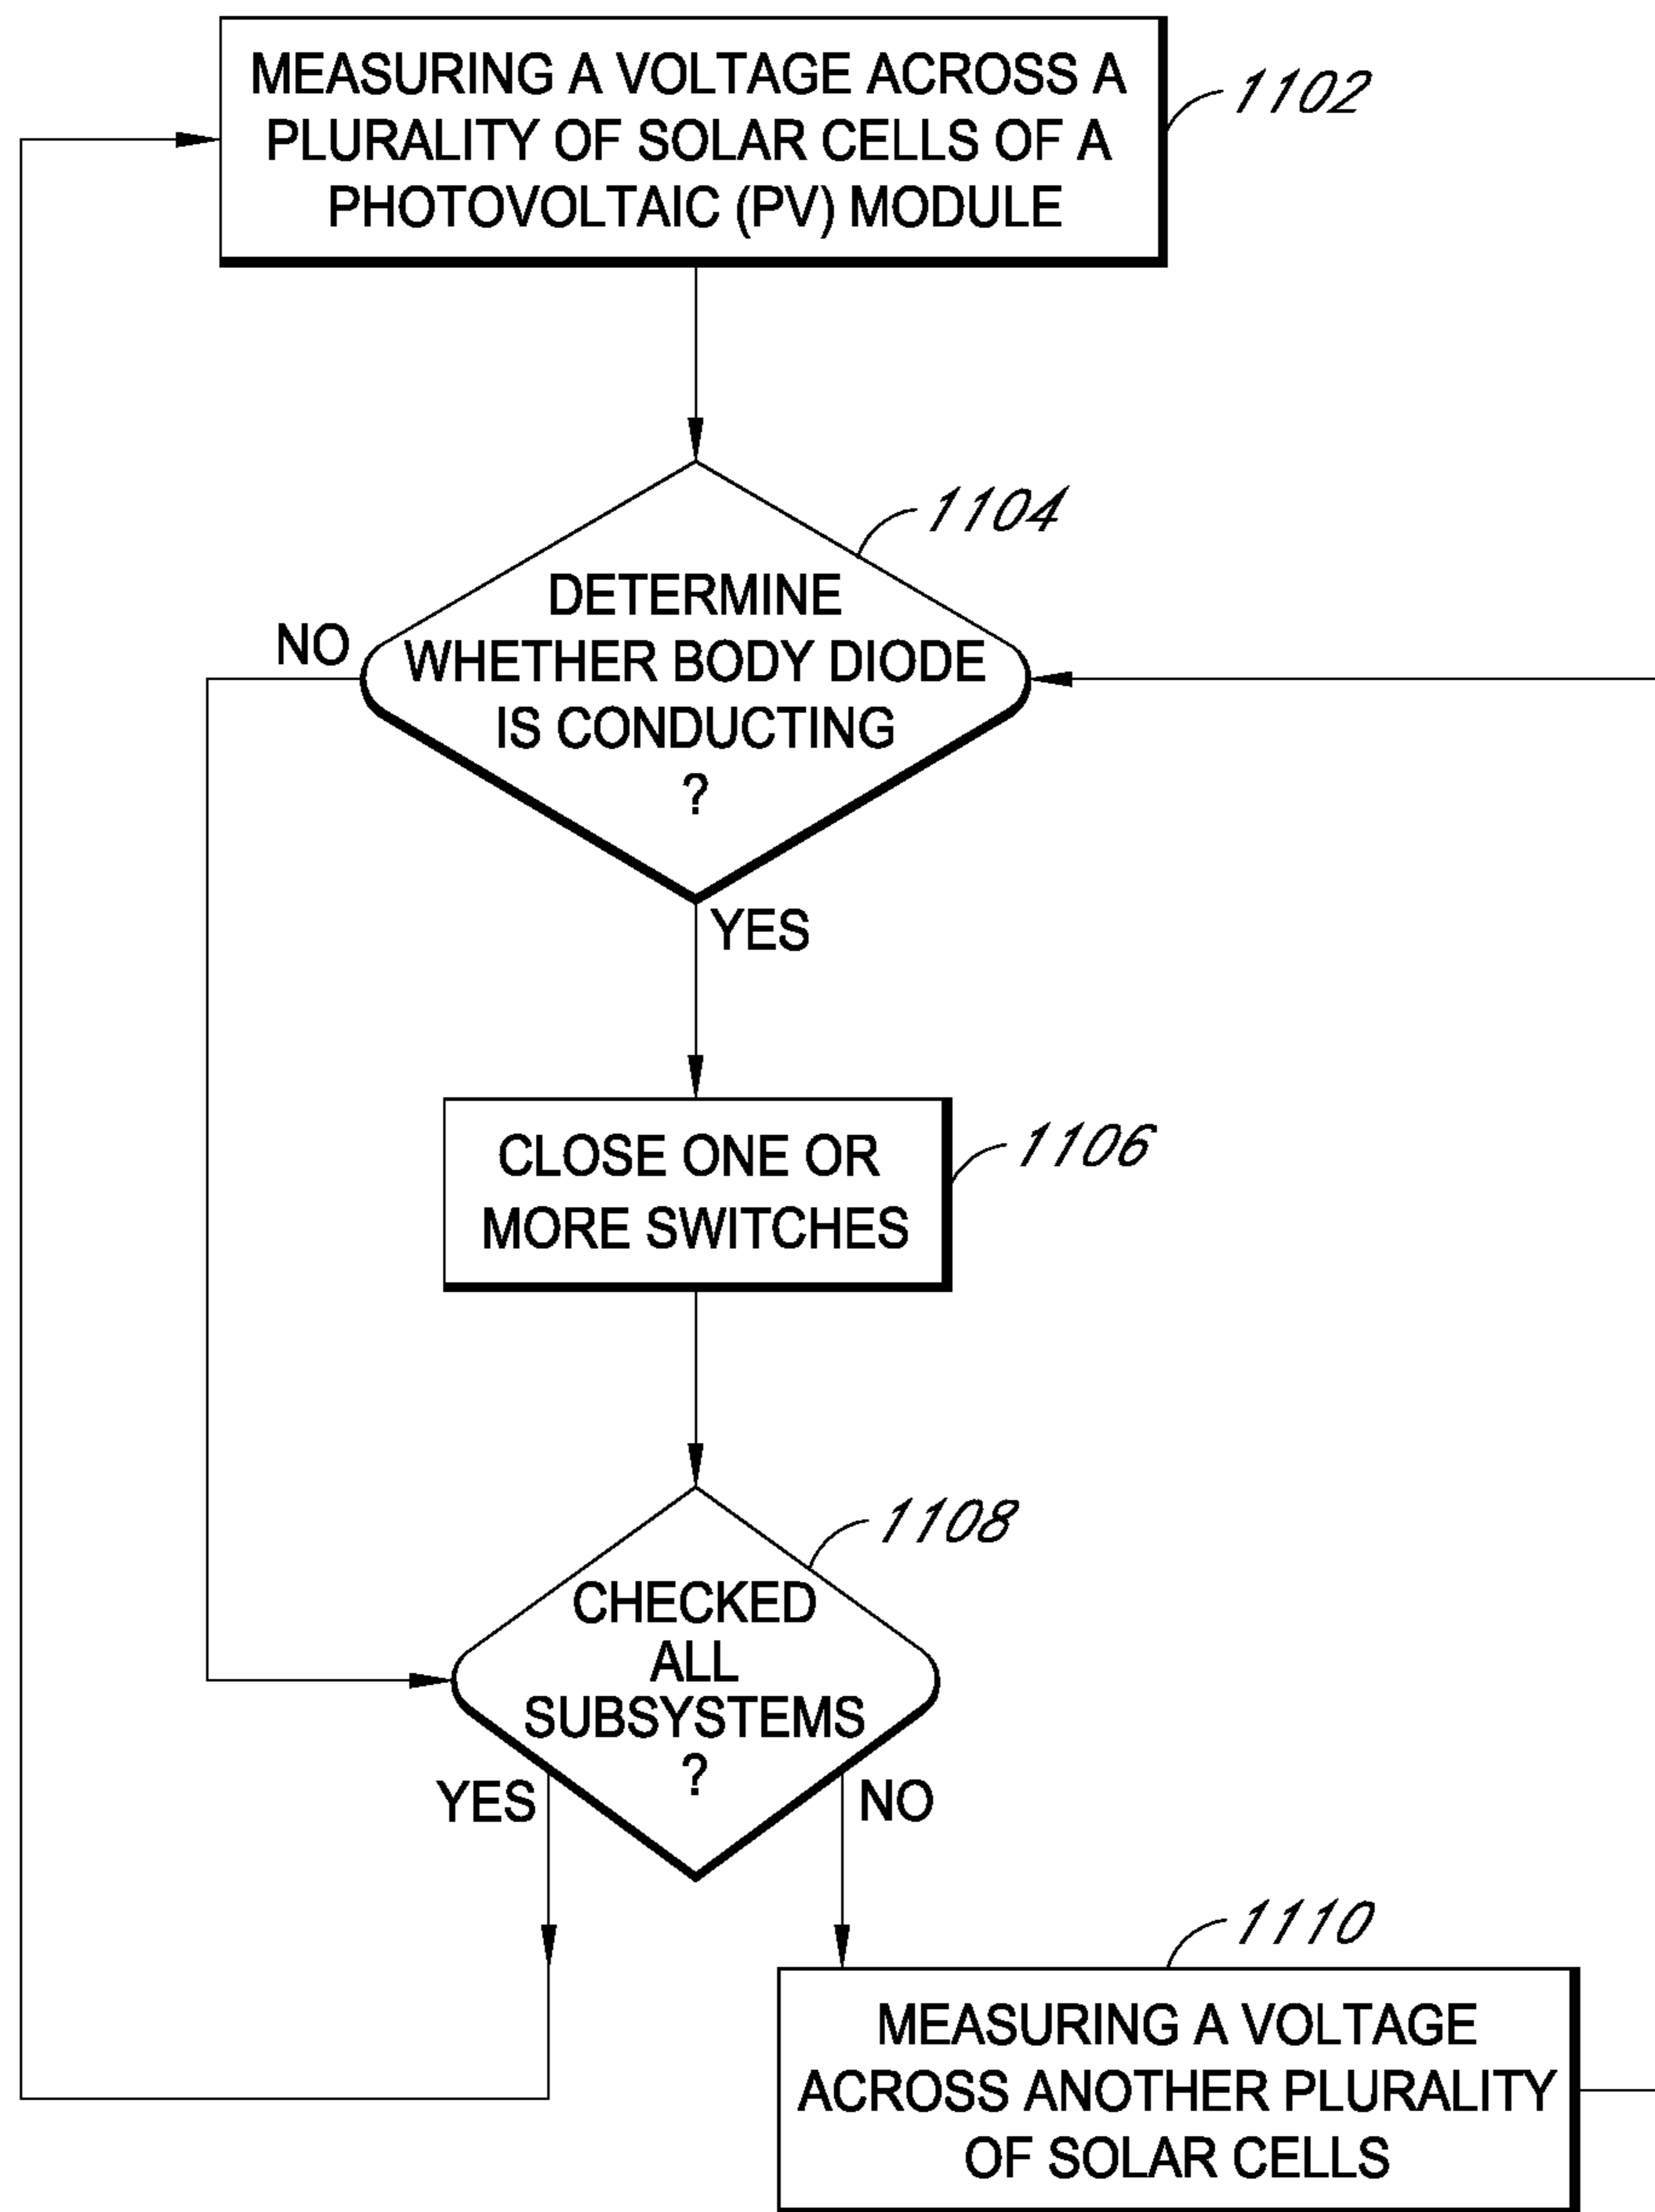 MEASURING A VOLTAGE ACROSS A
PLURALITY OF SOLAR CELLS OF A
PHOTOVOLTAIC (PV) MODULE
1102
1104
DETERMINE
WHETHER BODY DIODE
IS CONDUCTING
?
NO
YES
CLOSE ONE OR
MORE SWITCHES
1106
1108
CHECKED
ALL
SUBSYSTEMS
?
YES
NO
1110
MEASURING A VOLTAGE
ACROSS ANOTHER PLURALITY
OF SOLAR CELLS